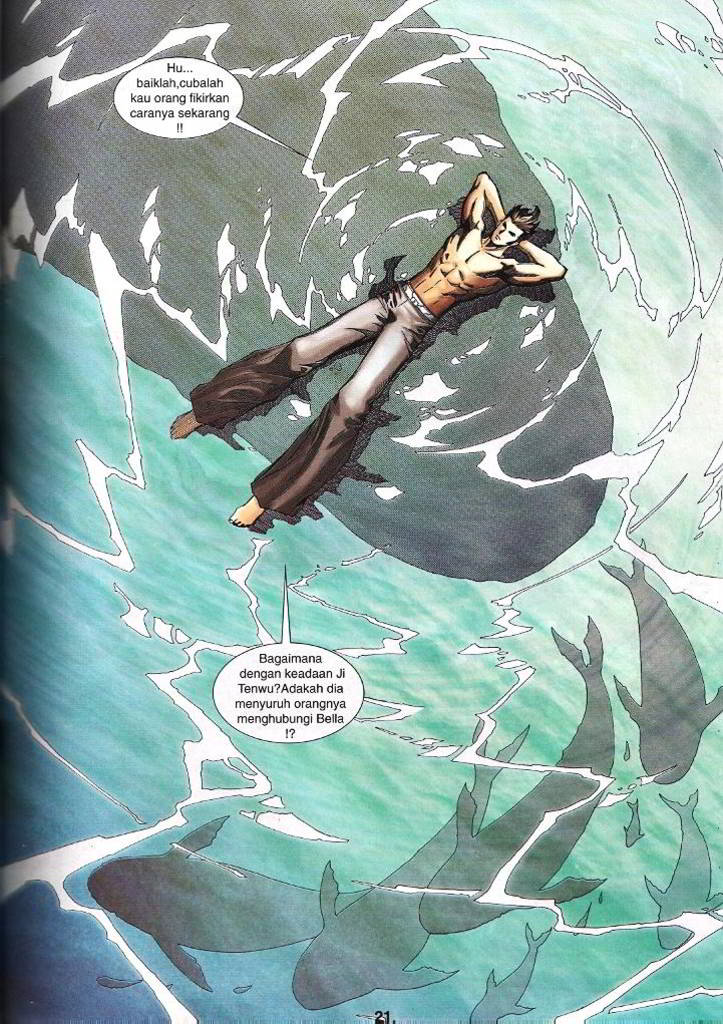 Hu...
baiklah,cubalah
kau orang fikirkan
caranya sekarang
!!
Bagaimana
dengan keadaan Ji
Tenwu?Adakah dia
menyuruh orangnya
menghubungi Bella
!?
21.